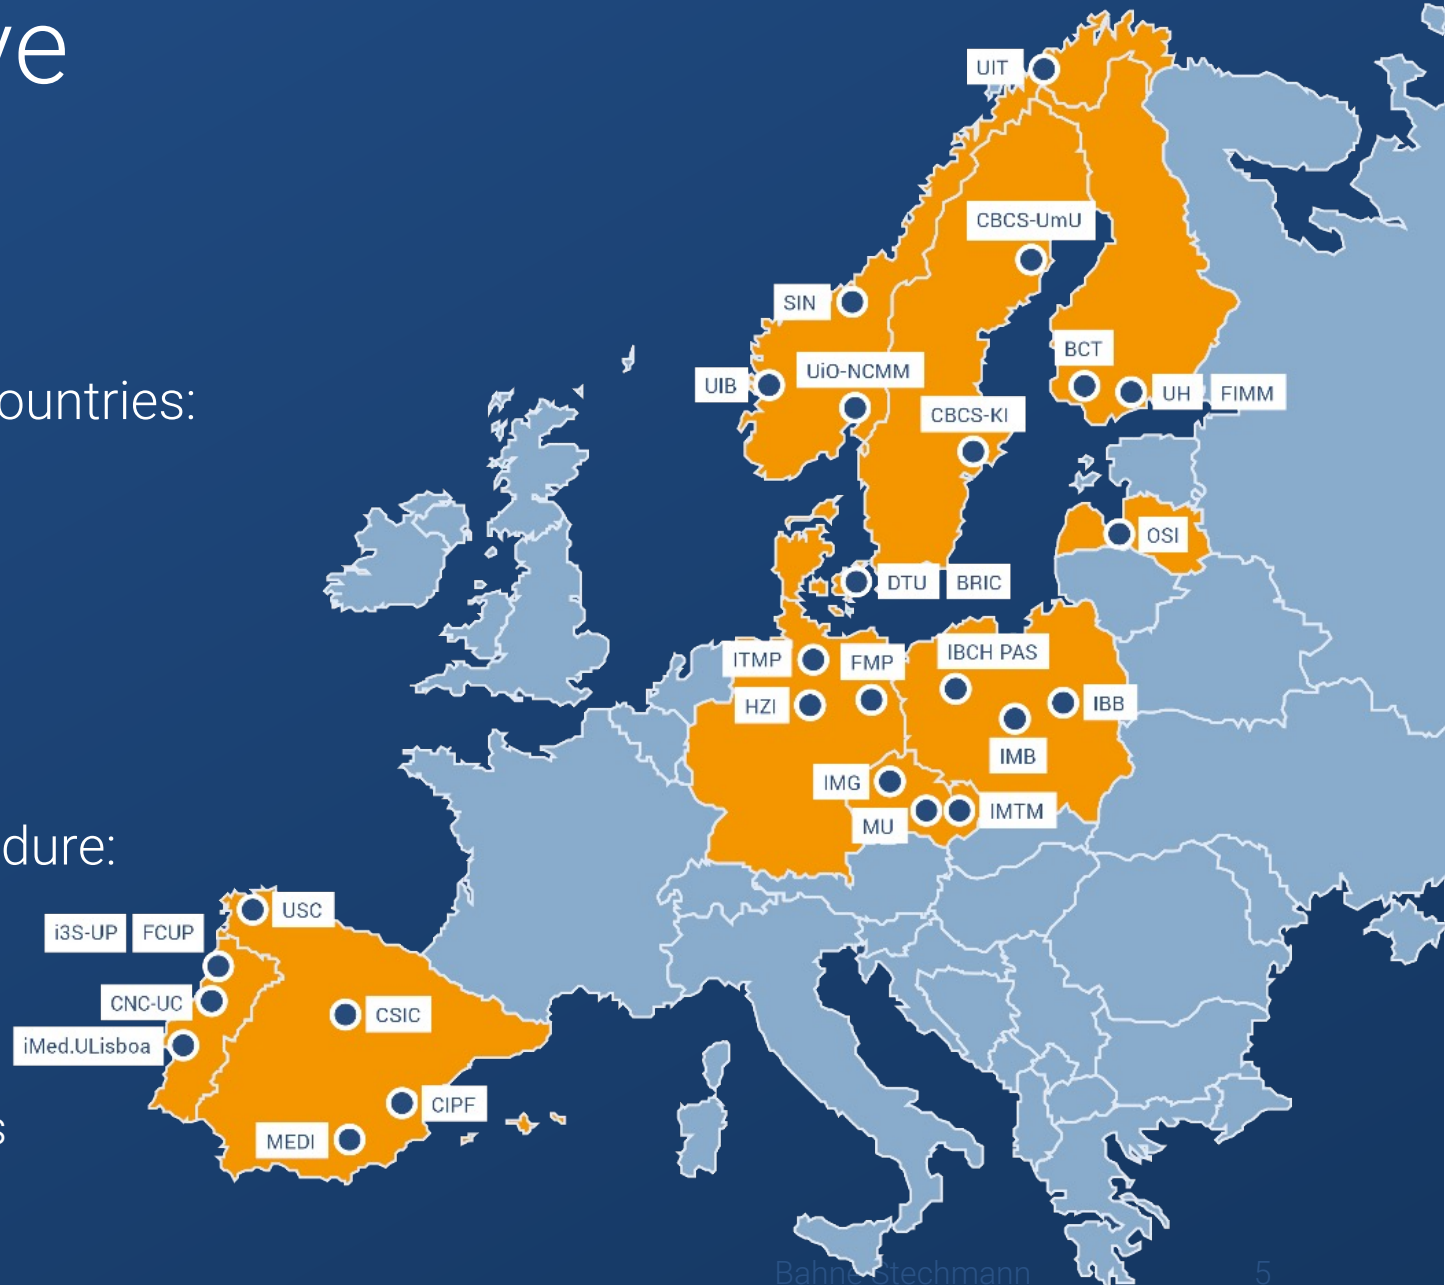 ve
ountries:
dure:
s
UIT
CBCS-UmU
SIN
UiO-NCMM
BCT
UIB
UH
FIMM
CBCS-KI
OSI
DTU
BRIC
ITMP
FMP
IBCH PAS
HZI
IBB
IMB
IMG
MU
IMTM
USC
i3S-UP
FCUP
CNC-UC
CSIC
iMed.ULisboa
CIPF
MEDI
Bahne Stechmann
5